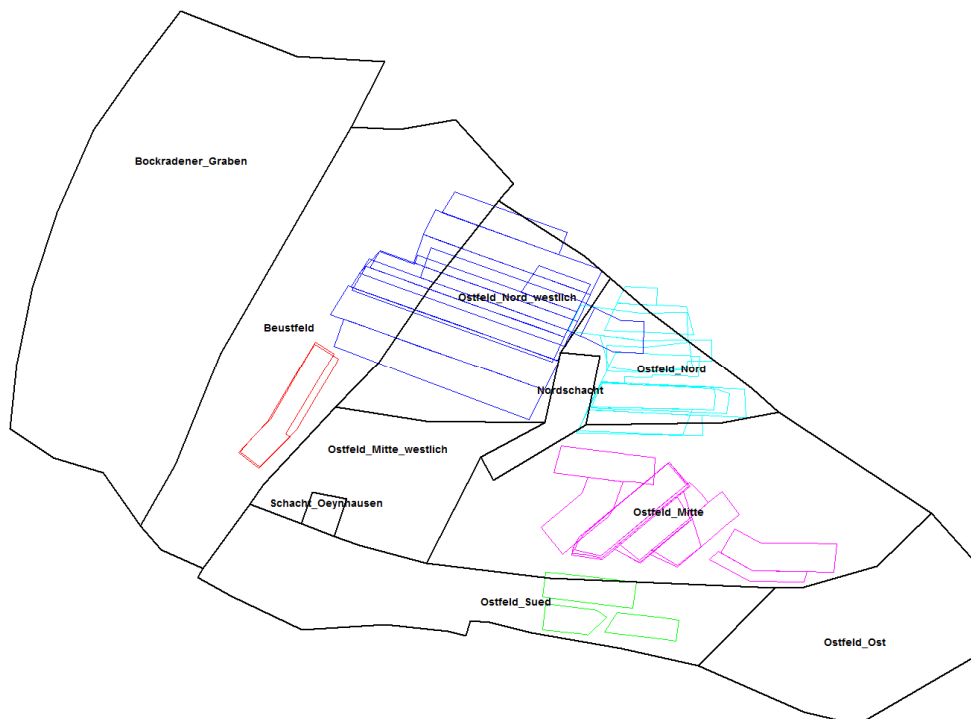 Bockradener_Graben
Ostfeld_Nord_westlich
Beustfeld
Ostfeld_Nord
Nordschacht
Ostfeld_Mitte_westlich
Schacht_Oeynhausen
Ostfeld_Mitte
Ostfeld_Sued
Ostfeld_Ost